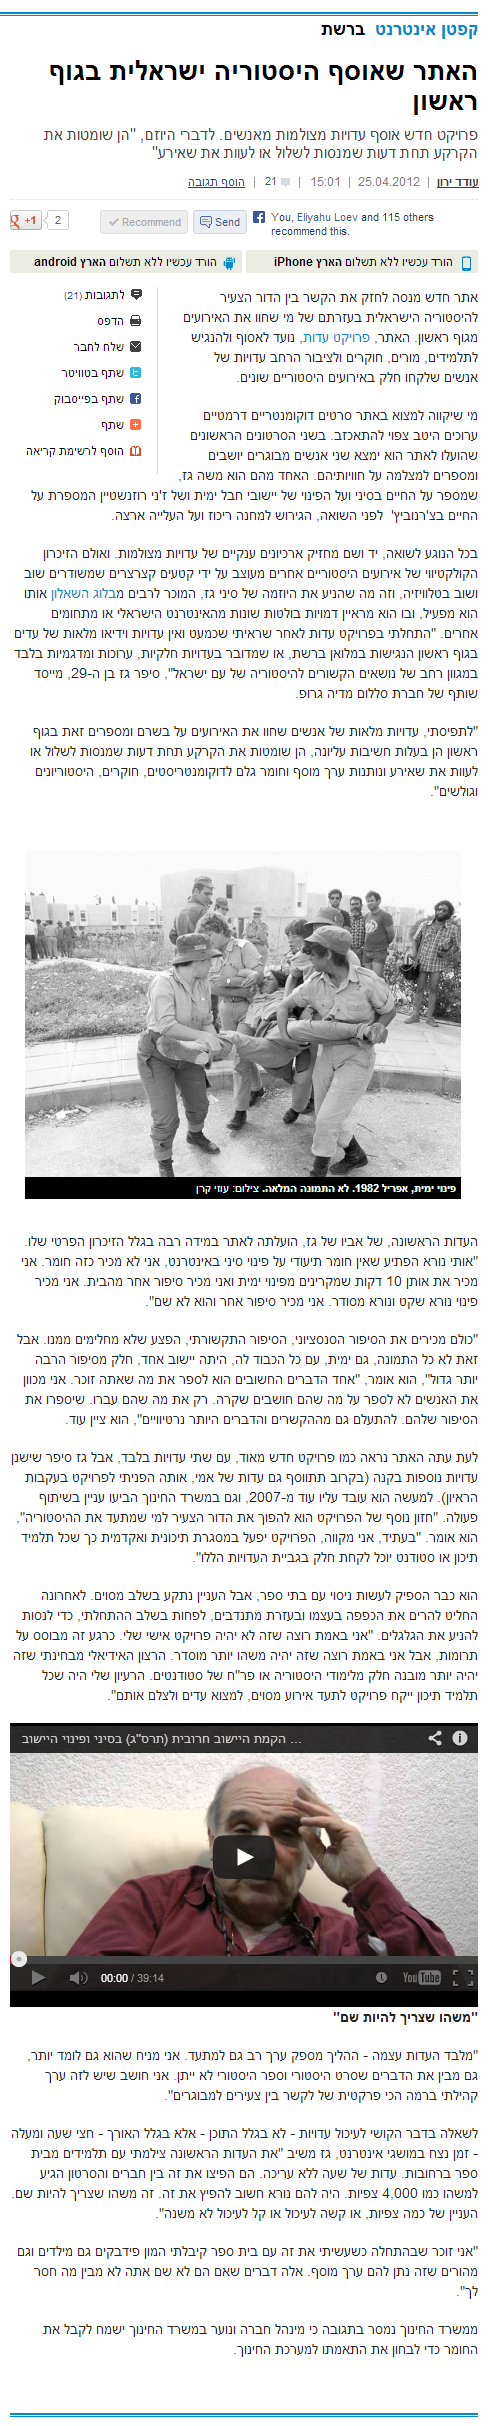 קפטן אינטרנט ברשת
האתר שאוסף היסטוריה ישראלית בגוף
ראשון
פרויקט חדש אוסף עדויות מצולמות מאנשים. לדברי היוזם, "הן שומטות את
הקרקע תחת דעות שמנסות לשלול או לעוות את שאירע"
עודד ירון | 25.04.2012 | 15:01 | 21 | הוסף תגובה
You, Eliyahu Loev and 115 others
recommend this.
Send
Recommend
2
+1
הורד עכשיו ללא תשלום הארץ iPhone
הורד עכשיו ללא תשלום הארץ android
לתגובות (21)
הדפס
שלח לחבר
שתף בטוויטר
שתף בפייסבוק
שתף
הוסף לרשימת קריאה
אתר חדש מנסה לחזק את הקשר בין הדור הצעיר
להיסטוריה הישראלית בעזרתם של מי שחוו את האירועים
מגוף ראשון. האתר, פרויקט עדות, נועד לאסוף ולהנגיש
לתלמידים, מורים, חוקרים ולציבור הרחב עדויות של
אנשים שלקחו חלק באירועים היסטוריים שונים.
מי שיקווה למצוא באתר סרטים דוקומנטריים דרמטיים
ערוכים היטב צפוי להתאכזב. בשני הסרטונים הראשונים
שהועלו לאתר הוא ימצא שני אנשים מבוגרים יושבים
ומספרים למצלמה על חוויותיהם. האחד מהם הוא משה גז,
שמספר על החיים בסיני ועל הפינוי של יישובי חבל ימית ושל ז'ני רוזנשטיין המספרת על
החיים בצ'רנוביץ' לפני השואה, הגירוש למחנה ריכוז ועל העלייה ארצה.
בכל הנוגע לשואה, יד ושם מחזיק ארכיונים ענקיים של עדויות מצולמות. ואולם הזיכרון
הקולקטיווי של אירועים היסטוריים אחרים מעוצב על ידי קטעים קצרצרים שמשודרים שוב
ושוב בטלוויזיה, וזה מה שהניע את היוזמה של סיני גז, המוכר לרבים מבלוג השאלון אותו
הוא מפעיל, ובו הוא מראיין דמויות בולטות שונות מהאינטרנט הישראלי או מתחומים
אחרים. "התחלתי בפרויקט עדות לאחר שראיתי שכמעט ואין עדויות וידיאו מלאות של עדים
בגוף ראשון הנגישות במלואן ברשת, או שמדובר בעדויות חלקיות, ערוכות ומדגמיות בלבד
במגוון רחב של נושאים הקשורים להיסטוריה של עם ישראל", סיפר גז בן ה-29, מייסד
שותף של חברת סללום מדיה גרופ.
"לתפיסתי, עדויות מלאות של אנשים שחוו את האירועים על בשרם ומספרים זאת בגוף
ראשון הן בעלות חשיבות עליונה, הן שומטות את הקרקע תחת דעות שמנסות לשלול או
לעוות את שאירע ונותנות ערך מוסף וחומר גלם לדוקומנטריסטים, חוקרים, היסטוריונים
וגולשים".
פינוי ימית, אפריל 1982. לא התמונה המלאה. צילום: עוזי קרן
העדות הראשונה, של אביו של גז, הועלתה לאתר במידה רבה בגלל הזיכרון הפרטי שלו.
"אותי נורא הפתיע שאין חומר תיעודי על פינוי סיני באינטרנט, אני לא מכיר כזה חומר. אני
מכיר את אותן 10 דקות שמקרינים מפינוי ימית ואני מכיר סיפור אחר מהבית. אני מכיר
פינוי נורא שקט ונורא מסודר. אני מכיר סיפור אחר והוא לא שם".
"כולם מכירים את הסיפור הסנסציוני, הסיפור התקשורתי, הפצע שלא מחלימים ממנו. אבל
זאת לא כל התמונה, גם ימית, עם כל הכבוד לה, היתה יישוב אחד, חלק מסיפור הרבה
יותר גדול", הוא אומר, "אחד הדברים החשובים הוא לספר את מה שאתה זוכר. אני מכוון
את האנשים לא לספר על מה שהם חושבים שקרה. רק את מה שהם עברו. שיספרו את
הסיפור שלהם. להתעלם גם מההקשרים והדברים היותר נרטיוויים", הוא ציין עוד.
לעת עתה האתר נראה כמו פרויקט חדש מאוד, עם שתי עדויות בלבד, אבל גז סיפר שישנן
עדויות נוספות בקנה (בקרוב תתווסף גם עדות של אמי, אותה הפניתי לפרויקט בעקבות
הראיון). למעשה הוא עובד עליו עוד מ-2007, וגם במשרד החינוך הביעו עניין בשיתוף
פעולה. "חזון נוסף של הפרויקט הוא להפוך את הדור הצעיר למי שמתעד את ההיסטוריה",
הוא אומר. "בעתיד, אני מקווה, הפרויקט יפעל במסגרת תיכונית ואקדמית כך שכל תלמיד
תיכון או סטודנט יוכל לקחת חלק בגביית העדויות הללו".
הוא כבר הספיק לעשות ניסוי עם בתי ספר, אבל העניין נתקע בשלב מסוים. לאחרונה
החליט להרים את הכפפה בעצמו ובעזרת מתנדבים, לפחות בשלב ההתחלתי, כדי לנסות
להניע את הגלגלים. "אני באמת רוצה שזה לא יהיה פרויקט אישי שלי. כרגע זה מבוסס על
תרומות, אבל אני באמת רוצה שזה יהיה משהו יותר מוסדר. הרצון האידיאלי מבחינתי שזה
יהיה יותר מובנה חלק מלימודי היסטוריה או פר"ח של סטודנטים. הרעיון שלי היה שכל
תלמיד תיכון ייקח פרויקט לתעד אירוע מסוים, למצוא עדים ולצלם אותם".
הקמת היישוב חרובית (תרס"ג) בסיני ופינוי היישוב ...
00:00 / 39:14
YouTube
"משהו שצריך להיות שם"
"מלבד העדות עצמה - ההליך מספק ערך רב גם למתעד. אני מניח שהוא גם לומד יותר,
גם מבין את הדברים שסרט היסטורי וספר היסטורי לא ייתן. אני חושב שיש לזה ערך
קהילתי ברמה הכי פרקטית של לקשר בין צעירים למבוגרים".
לשאלה בדבר הקושי לעיכול עדויות - לא בגלל התוכן - אלא בגלל האורך - חצי שעה ומעלה
- זמן נצח במושגי אינטרנט, גז משיב "את העדות הראשונה צילמתי עם תלמידים מבית
ספר ברחובות. עדות של שעה ללא עריכה. הם הפיצו את זה בין חברים והסרטון הגיע
למשהו כמו 4,000 צפיות. היה להם נורא חשוב להפיץ את זה. זה משהו שצריך להיות שם.
העניין של כמה צפיות, או קשה לעיכול או קל לעיכול לא משנה".
"אני זוכר שבהתחלה כשעשיתי את זה עם בית ספר קיבלתי המון פידבקים גם מילדים וגם
מהורים שזה נתן להם ערך מוסף. אלה דברים שאם הם לא שם אתה לא מבין מה חסר
לך".
ממשרד החינוך נמסר בתגובה כי מינהל חברה ונוער במשרד החינוך ישמח לקבל את
החומר כדי לבחון את התאמתו למערכת החינוך.